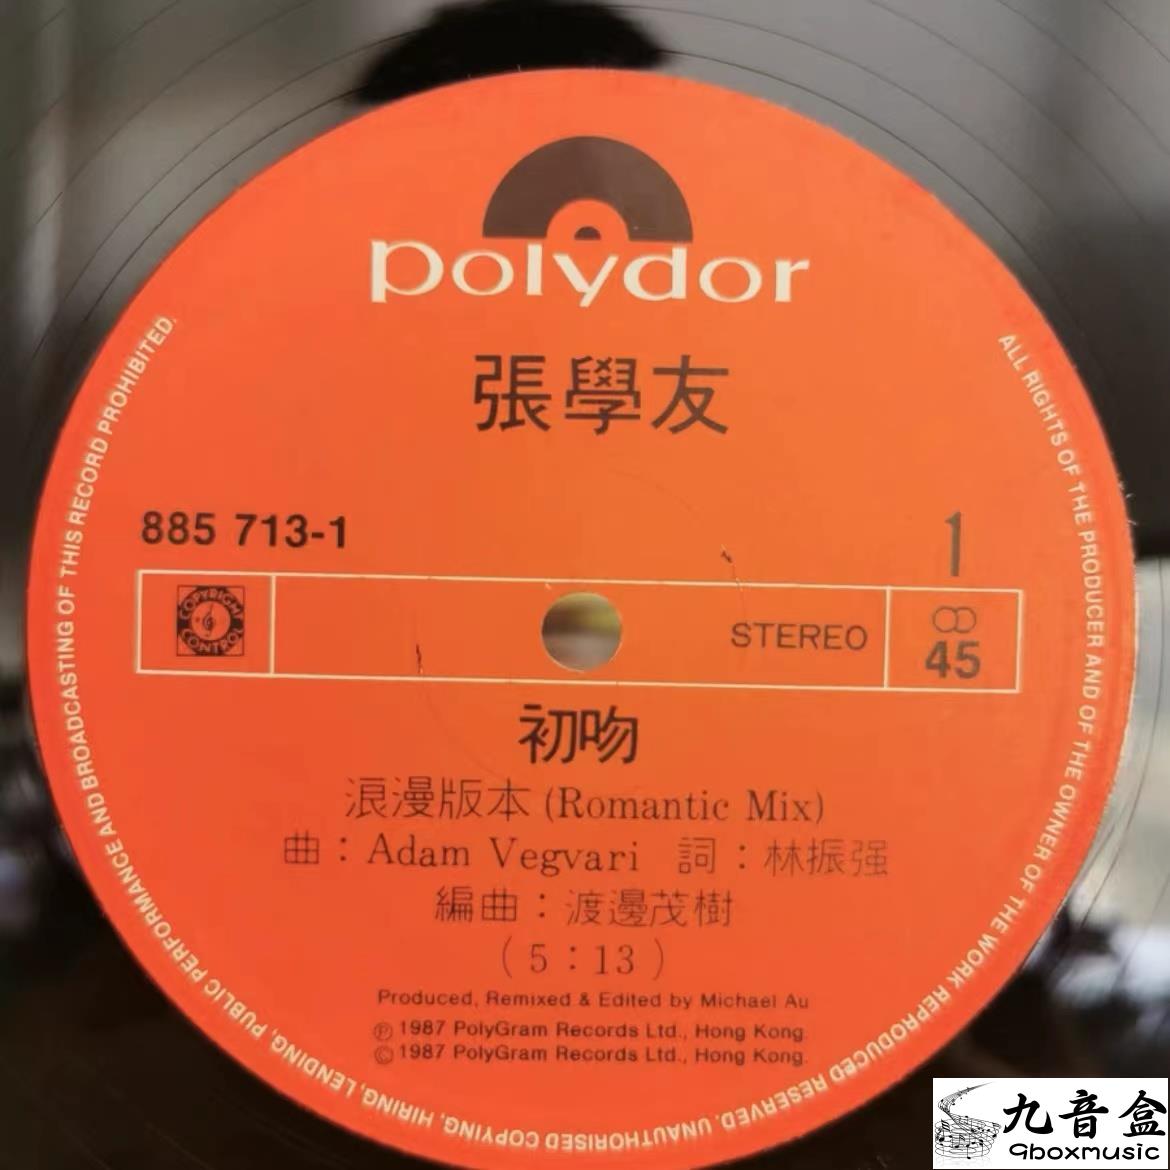 polydor
張學友
885 713-1
1
COPYRIGHT CONTROL
STEREO
45
初吻
浪漫版本 (Romantic Mix)
曲：Adam Vegvari 詞：林振强
編曲：渡邊茂樹
(5:13)
Produced, Remixed & Edited by Michael Au
Ⓟ 1987 PolyGram Records Ltd., Hong Kong.
© 1987 PolyGram Records Ltd., Hong Kong.
ALL RIGHTS OF THE PRODUCER AND OF THE OWNER OF THE WORK REPRODUCED RESERVED. UNAUTHORISED COPYING, HIRING, LENDING, PUBLIC PERFORMANCE AND BROADCASTING OF THIS RECORD PROHIBITED.
九音盒
9boxmusic